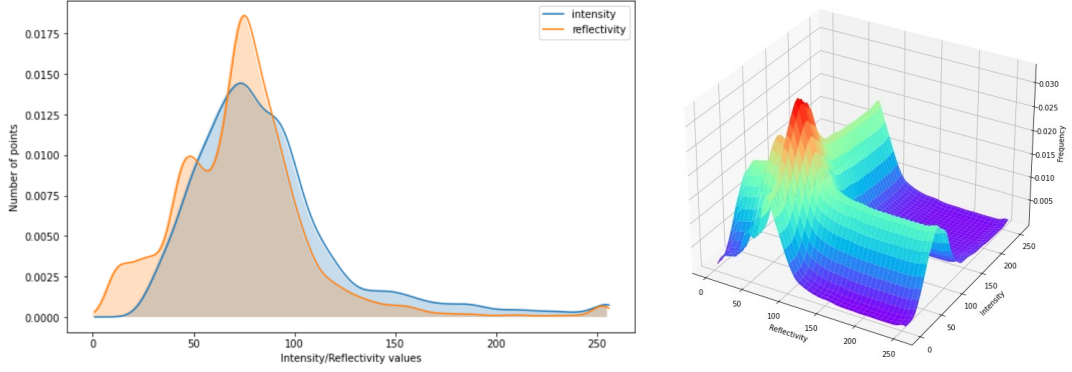 intensity
reflectivity
0.0175
0.0150
0.0125
0.0100
0.0075
0.0050
0.0025
0.0000
Number of points
0 50 100 150 200 250
Intensity/Reflectivity values
0.030
0.025
0.020
0.015
0.010
0.005
Frequency
0 50 100 150 200 250
Reflectivity
0 50 100 150 200 250
Intensity